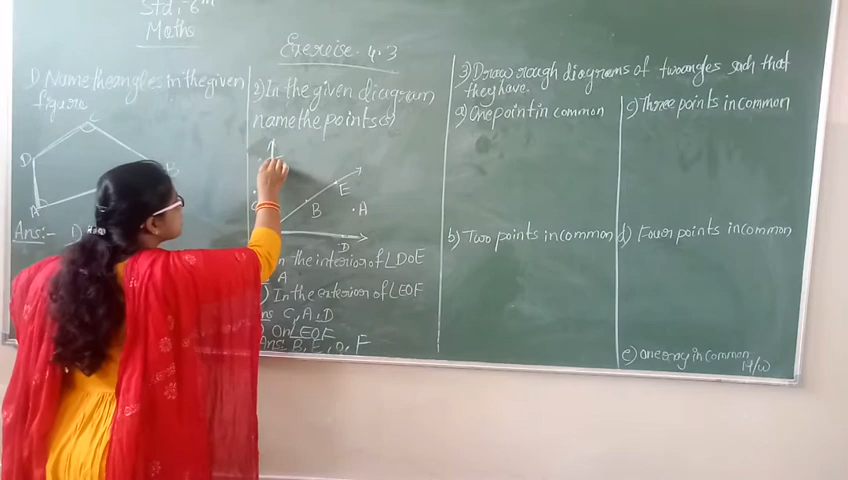 Std:-6th
Maths
Exercise. 4.3
1) Name the angles in the given
figure
C
D
B
A
Ans:- D
2) In the given diagram
name the points a)
E
B
A
D
n the interior of ∠DOE
A
) In the exterior of ∠EOF
Ans C, A, D
) On ∠EOF
Ans: B, E, O, F
3) Draw rough diagrams of two angles such that
they have.
a) One point in common
b) Two points in common
c) Three points in common
d) Four points in common
e) one ray in common
H/W